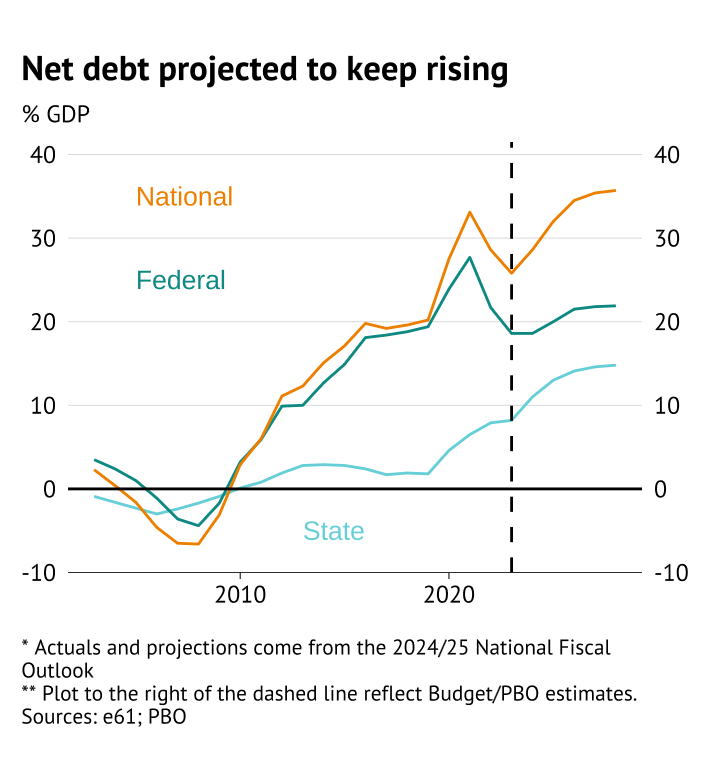 Net debt projected to keep rising
% GDP
40 40
National
30 30
Federal
20 20
10 10
0 0
State
-10 -10
2010 2020
* Actuals and projections come from the 2024/25 National Fiscal
Outlook
** Plot to the right of the dashed line reflect Budget/PBO estimates.
Sources: e61; PBO